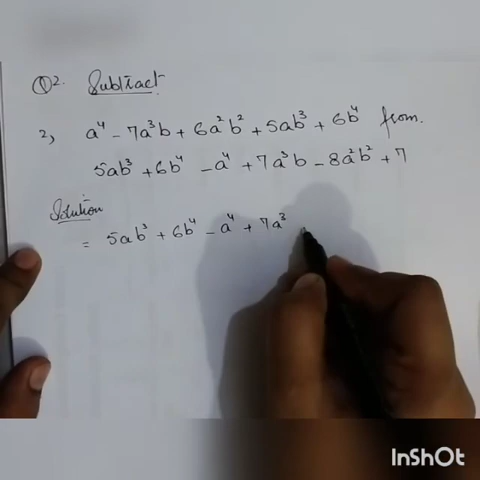 Q2. Subtract
2, a⁴ - 7a³b + 6a²b² + 5ab³ + 6b⁴ from.
5ab³ + 6b⁴ - a⁴ + 7a³b - 8a²b² + 7
Solution
= 5ab³ + 6b⁴ - a⁴ + 7a³
InShOt